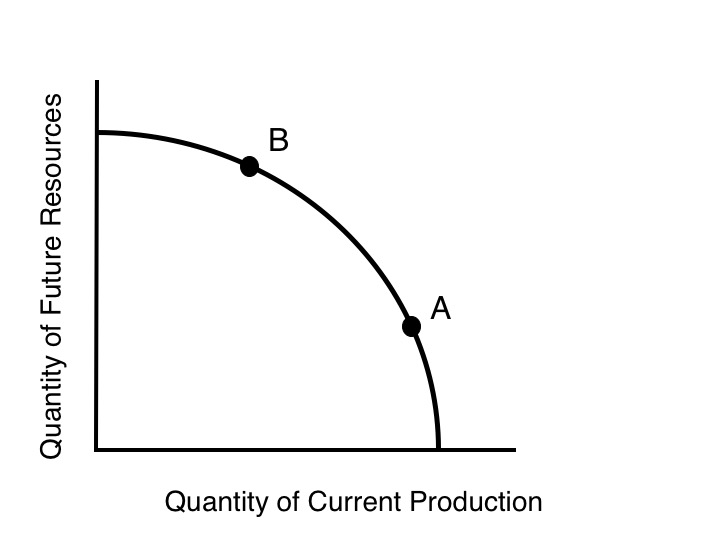 Quantity of Future Resources
B
A
Quantity of Current Production